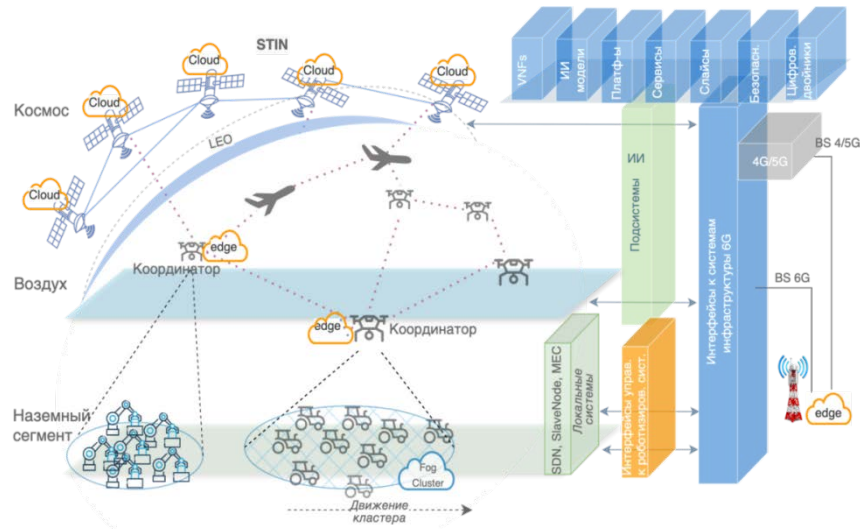 STIN
Cloud
Cloud
Cloud
Cloud
Cloud
Космос
LEO
edge
Координатор
Воздух
edge
Координатор
Наземный
сегмент
Fog
Cluster
Движение
кластера
VNFs
ИИ
модели
Платф-ы
Сервисы
Слайсы
Безопасн.
Цифров.
двойники
Подсистемы
ИИ
Интерфейсы к системам
инфраструктуры 6G
4G/5G
BS 4/5G
BS 6G
edge
SDN, SlaveNode, MEC
Локальные
системы
Интерфейсы управ.
к роботизиров. сист.